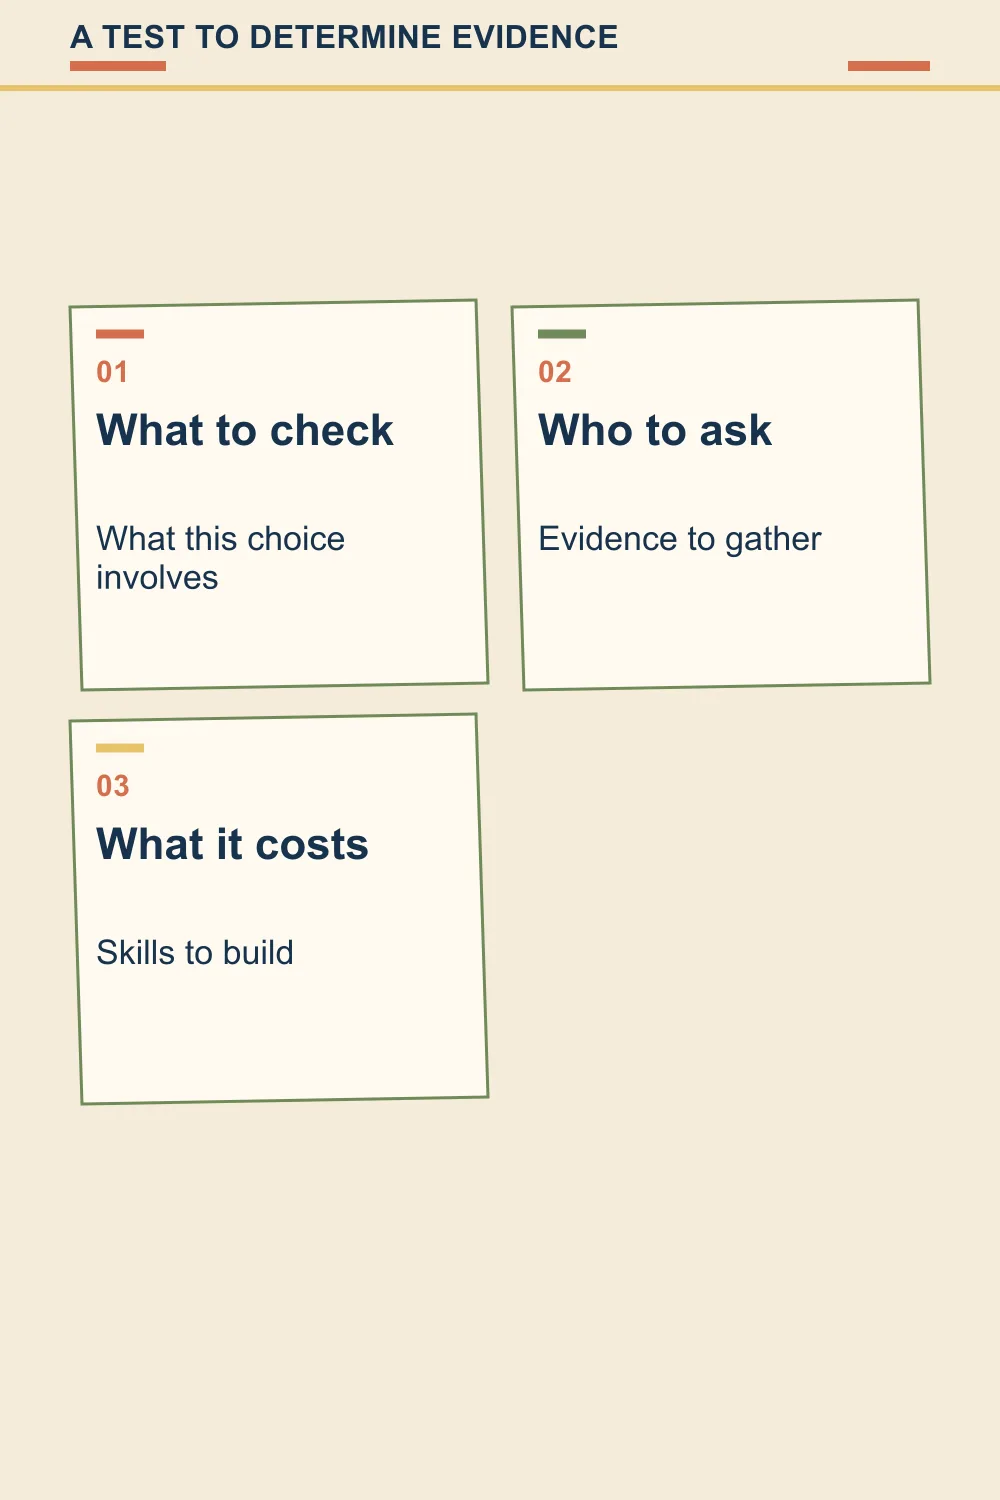 A TEST TO DETERMINE EVIDENCE
01
What to check
What this choice
involves
02
Who to ask
Evidence to gather
03
What it costs
Skills to build